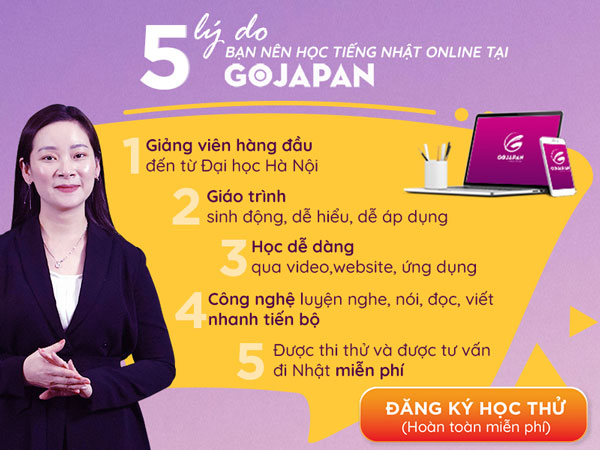 5 lý do
BẠN NÊN HỌC TIẾNG NHẬT ONLINE TẠI
GOJAPAN
1 Giảng viên hàng đầu
đến từ Đại học Hà Nội
2 Giáo trình
sinh động, dễ hiểu, dễ áp dụng
3 Học dễ dàng
qua video,website, ứng dụng
4 Công nghệ luyện nghe, nói, đọc, viết
nhanh tiến bộ
5 Được thi thử và được tư vấn
đi Nhật miễn phí
GOJAPAN
GOJAPAN
ĐĂNG KÝ HỌC THỬ
(Hoàn toàn miễn phí)